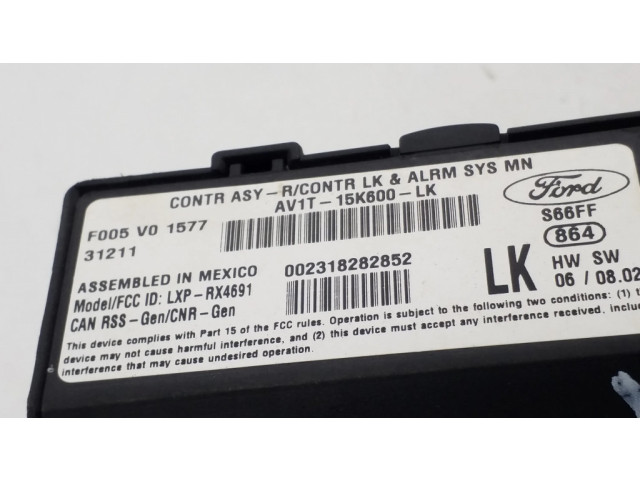 CONTR ASY-R/CONTR LK & ALRM SYS MN
AV1T-15K600-LK
Ford
F005 V0 1577
31211
S66FF
864
ASSEMBLED IN MEXICO
002318282852
LK
HW SW
06 / 08.02
Model/FCC ID: LXP-RX4691
CAN RSS-Gen/CNR-Gen
This device complies with Part 15 of the FCC rules. Operation is subject to the following two conditions: (1) this
device may not cause harmful interference, and (2) this device must accept any interference received, inclu
interference that may cause undesired operation.